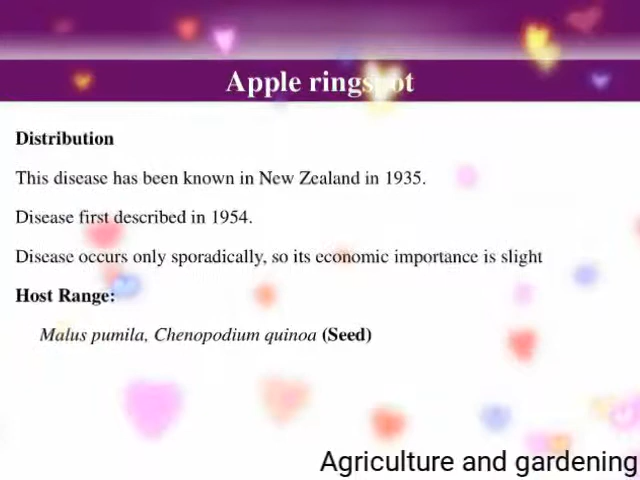 Apple ringspot
Distribution
This disease has been known in New Zealand in 1935.
Disease first described in 1954.
Disease occurs only sporadically, so its economic importance is slight
Host Range:
Malus pumila, Chenopodium quinoa (Seed)
Agriculture and gardening